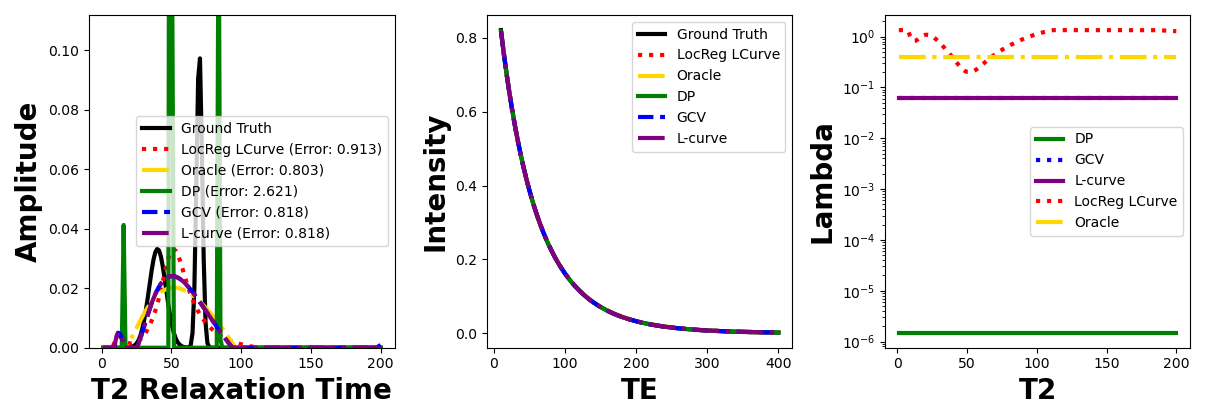 Amplitude
0.10
0.08
0.06
0.04
0.02
0.00
Ground Truth
LocReg LCurve (Error: 0.913)
Oracle (Error: 0.803)
DP (Error: 2.621)
GCV (Error: 0.818)
L-curve (Error: 0.818)
0 50 100 150 200
T2 Relaxation Time
Intensity
0.8
0.6
0.4
0.2
0.0
Ground Truth
LocReg LCurve
Oracle
DP
GCV
L-curve
0 100 200 300 400
TE
Lambda
10⁰
10⁻¹
10⁻²
10⁻³
10⁻⁴
10⁻⁵
10⁻⁶
DP
GCV
L-curve
LocReg LCurve
Oracle
0 50 100 150 200
T2